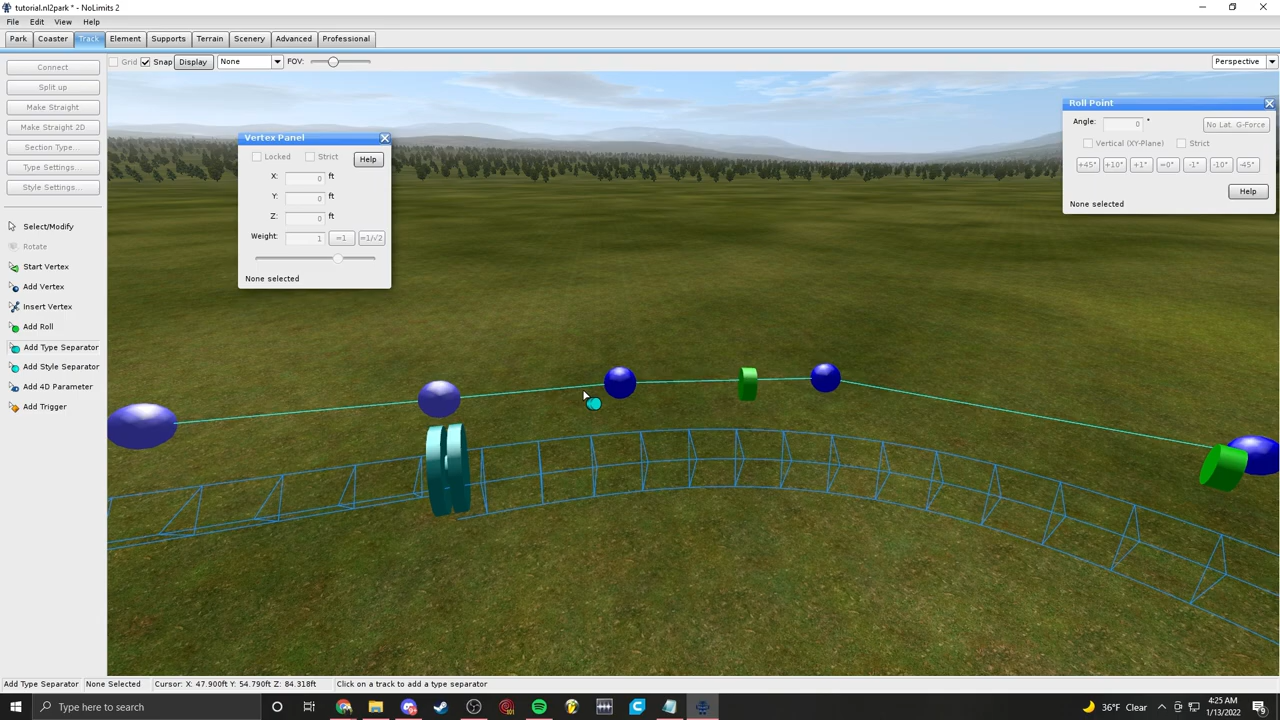 tutorial.nl2park * - NoLimits 2
File Edit View Help
Park Coaster Track Element Supports Terrain Scenery Advanced Professional
Grid Snap Display None FOV: Perspective
Connect
Split up
Make Straight
Make Straight 2D
Section Type...
Type Settings...
Style Settings...
Select/Modify
Rotate
Start Vertex
Add Vertex
Insert Vertex
Add Roll
Add Type Separator
Add Style Separator
Add 4D Parameter
Add Trigger
Vertex Panel
Locked Strict Help
X: 0 ft
Y: 0 ft
Z: 0 ft
Weight: 1 =1 =1/√2
None selected
Roll Point
Angle: 0 ° No Lat. G-Force
Vertical (XY-Plane) Strict
+45° +10° +1° =0° -1° -10° -45°
Help
None selected
Add Type Separator None Selected Cursor: X: 47.900ft Y: 54.790ft Z: 84.318ft Click on a track to add a type separator
Type here to search 36°F Clear 4:25 AM
1/13/2022